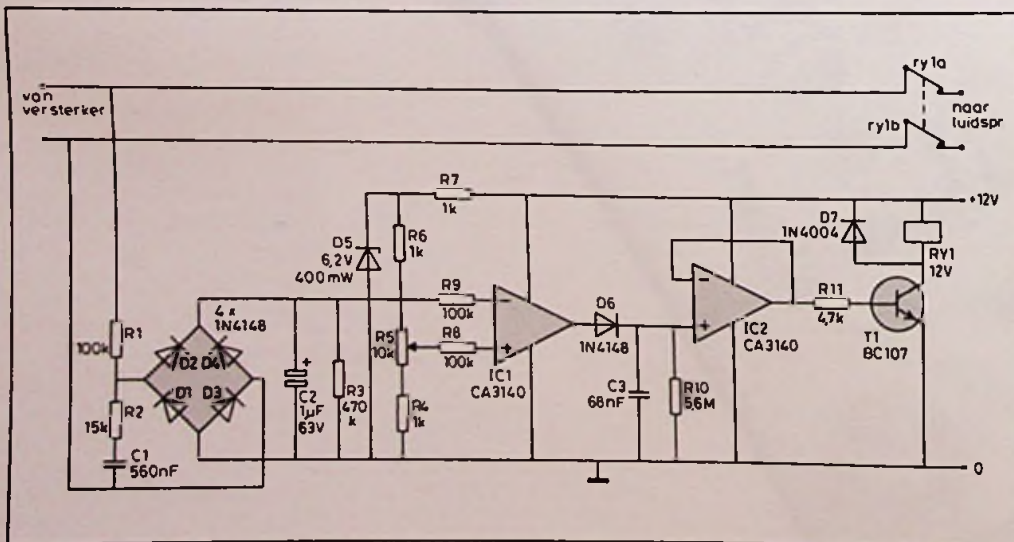 ry1a
van
versterker
naar
luidspr.
ry1b
R7
1k
+12V
D5
6,2V
400mW
R6
1k
D7
1N4004
RY1
12V
4x
1N4148
R9
100k
D6
1N4148
IC2
CA3140
R11
4,7k
T1
BC107
R1
100k
D2
D4
D1
D3
R5
10k
R8
100k
IC1
CA3140
R2
15k
C2
1µF
63V
R3
470
k
R4
1k
C3
68nF
R10
5,6M
C1
560nF
0